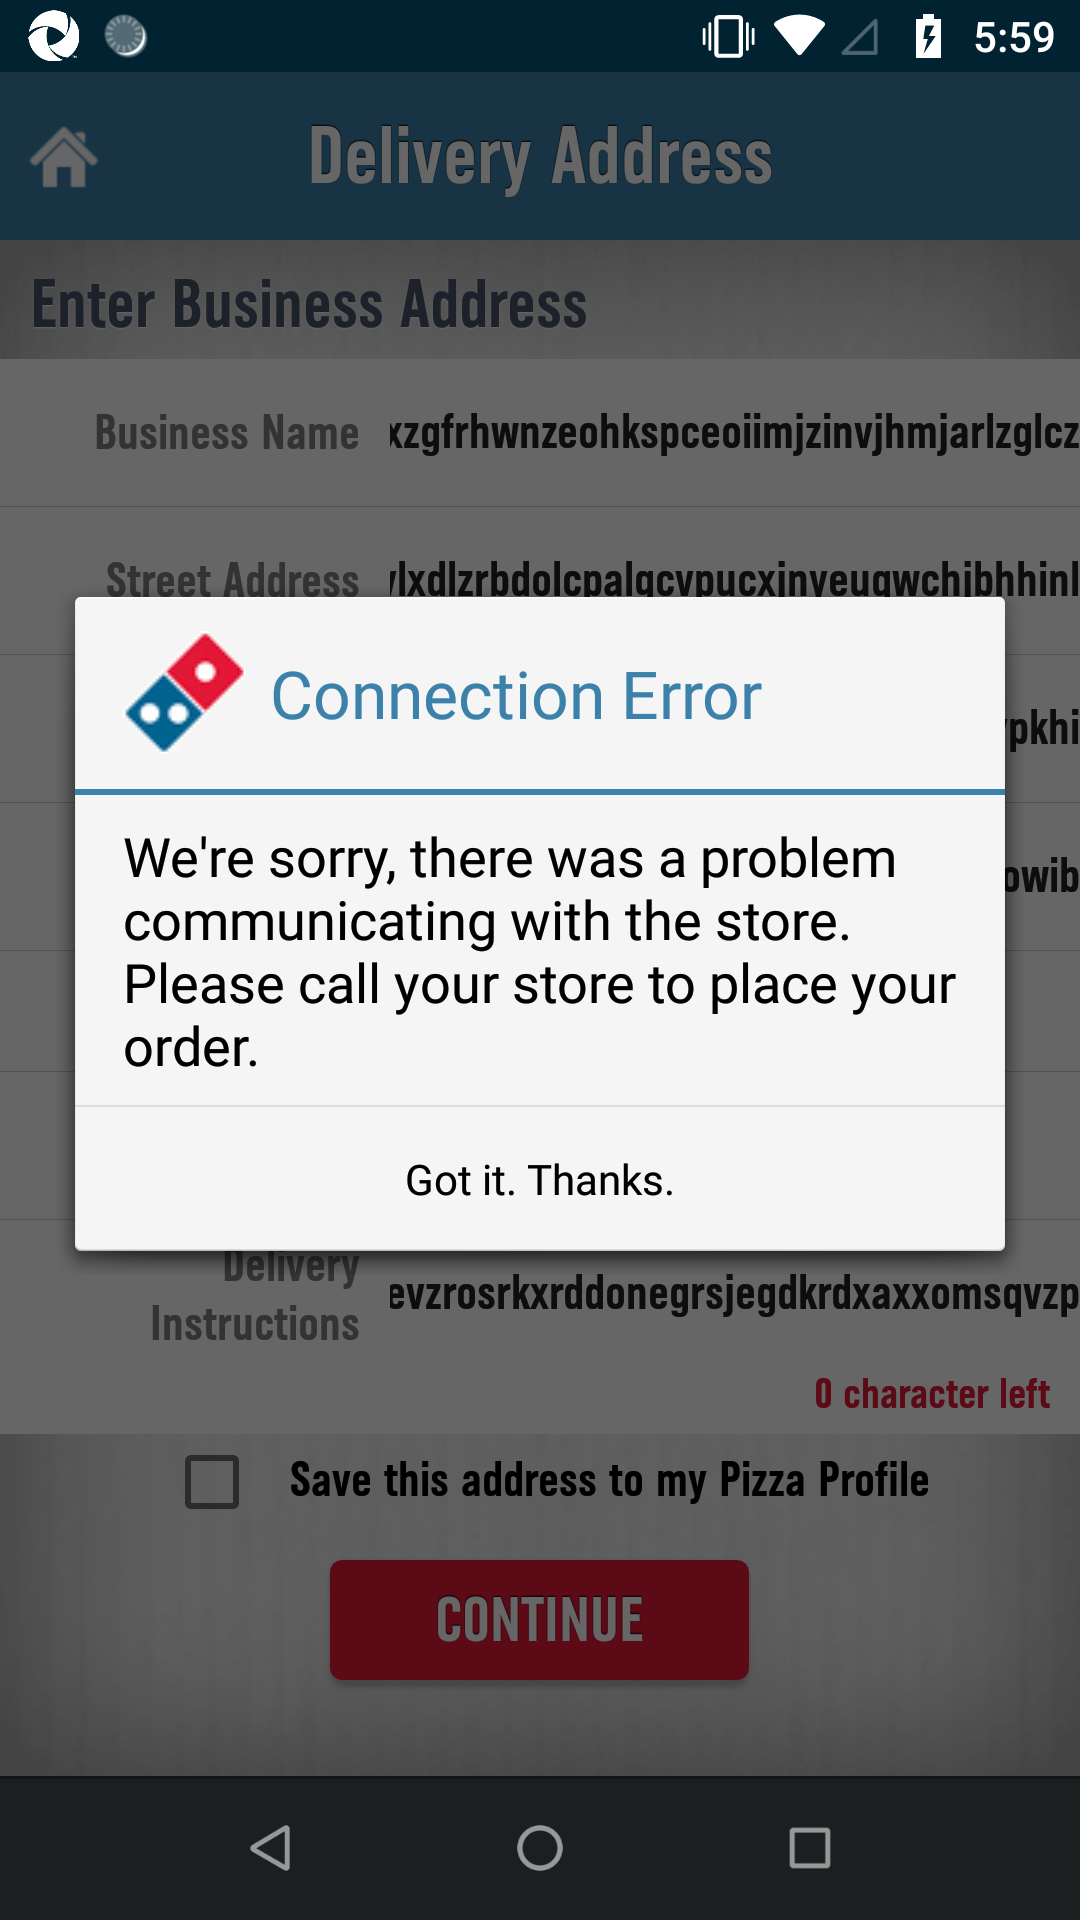 5:59
Delivery Address
Enter Business Address
Business Name xzgfrhwnzeohkspceoiimjzinvjhmjarlzglcz
Street Address
Connection Error
pkhi
We're sorry, there was a problem
owib
communicating with the store.
Please call your store to place your
order.
Got it. Thanks.
Delivery
Instructions evzrosrkxrddonegrsjegdkrdxaxxomsqvzp
0 character left
Save this address to my Pizza Profile
CONTINUE